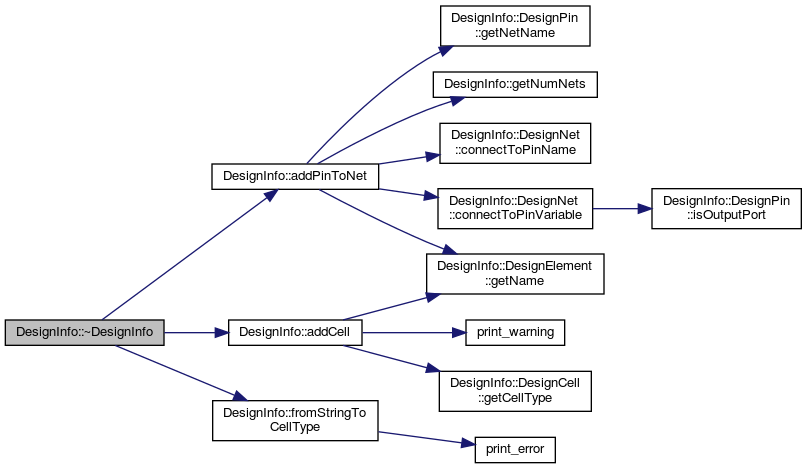 DesignInfo::DesignPin
::getNetName
DesignInfo::getNumNets
DesignInfo::DesignNet
::connectToPinName
DesignInfo::addPinToNet
DesignInfo::DesignNet
::connectToPinVariable
DesignInfo::DesignPin
::isOutputPort
DesignInfo::DesignElement
::getName
DesignInfo::~DesignInfo
DesignInfo::addCell
print_warning
DesignInfo::DesignCell
::getCellType
DesignInfo::fromStringTo
CellType
print_error